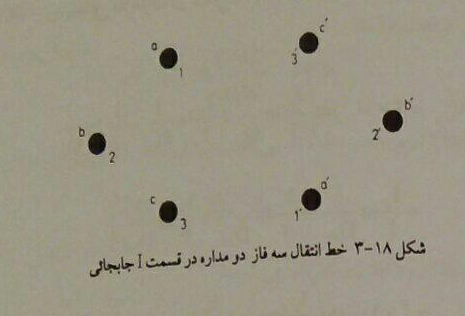 a
1
c′
3′
b
2
b′
2′
c
3
a′
1′
شکل ۱۸-۳ خط انتقال سه فاز دو مداره در قسمت I جابجائی